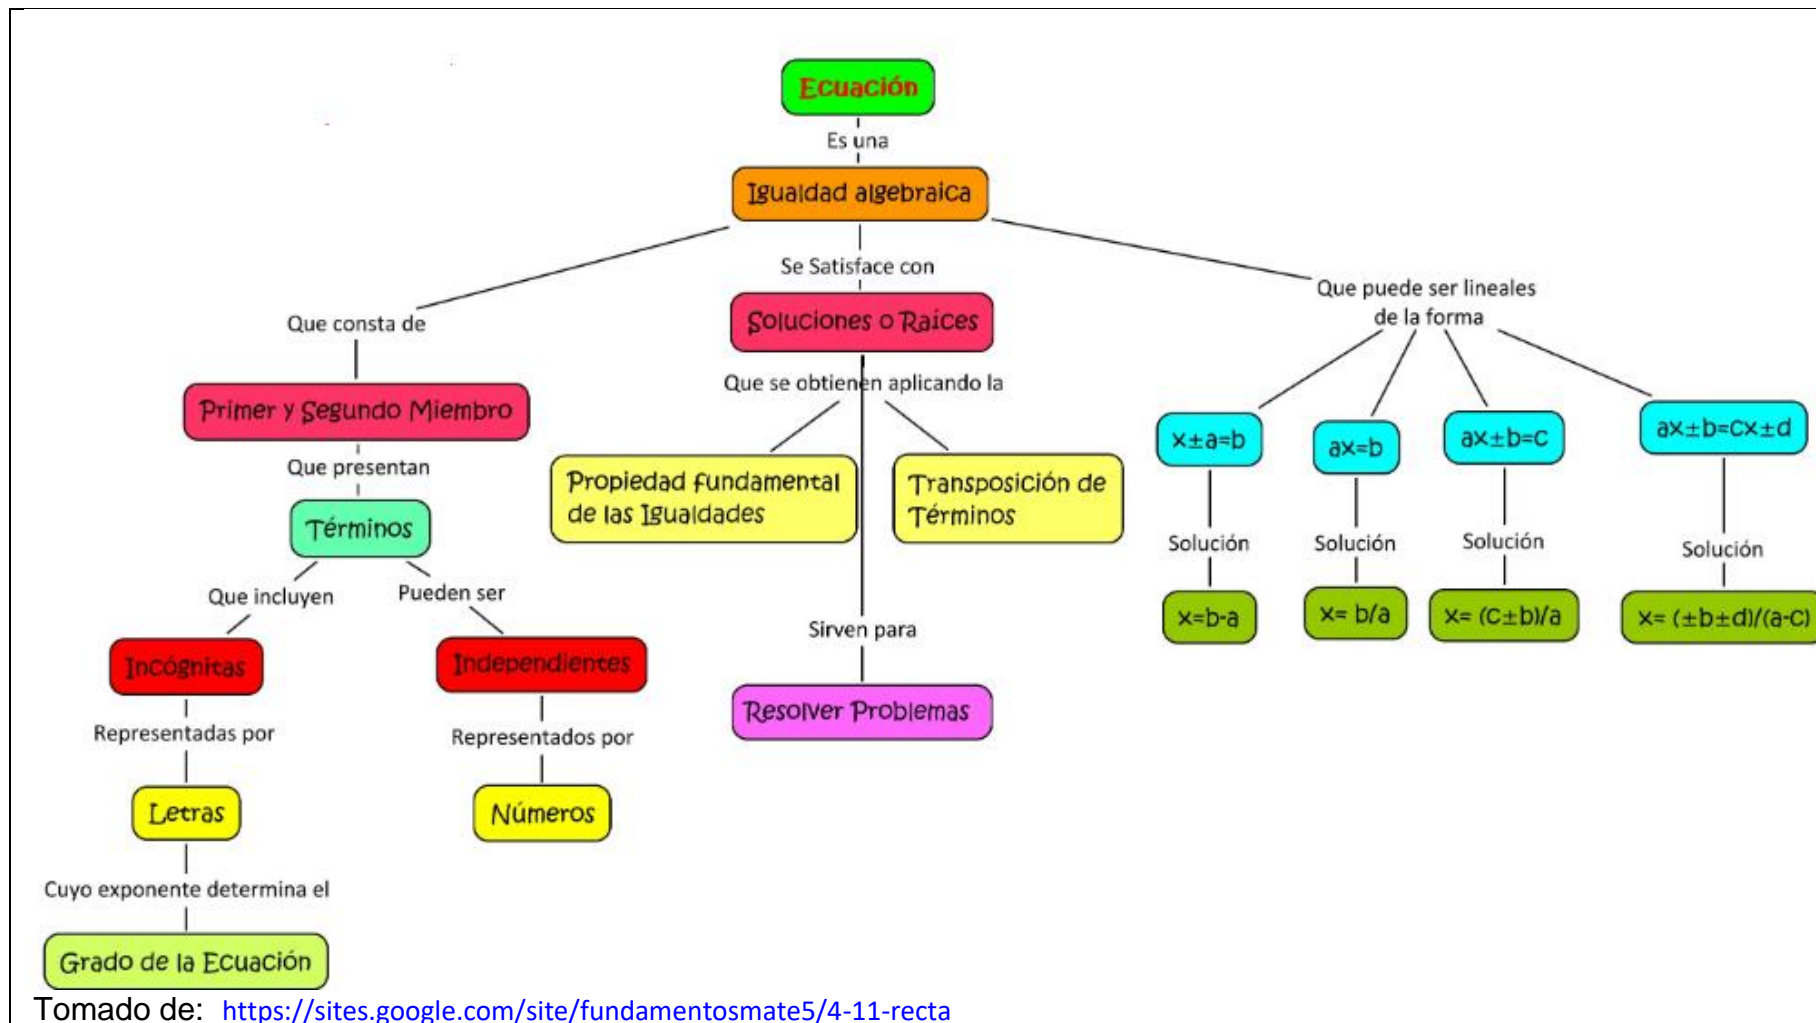 Ecuación
Es una
Igualdad algebraica
Que consta de
Primer y Segundo Miembro
Que presentan
Términos
Que incluyen
Incógnitas
Representadas por
Letras
Cuyo exponente determina el
Grado de la Ecuación
Pueden ser
Independientes
Representados por
Números
Se Satisface con
Soluciones o Raíces
Que se obtienen aplicando la
Propiedad fundamental
de las Igualdades
Transposición de
Términos
Sirven para
Resolver Problemas
Que puede ser lineales
de la forma
x±a=b
Solución
x=b-a
ax=b
Solución
x= b/a
ax±b=c
Solución
x= (c±b)/a
ax±b=cx±d
Solución
x= (±b±d)/(a-c)
Tomado de: https://sites.google.com/site/fundamentosmate5/4-11-recta